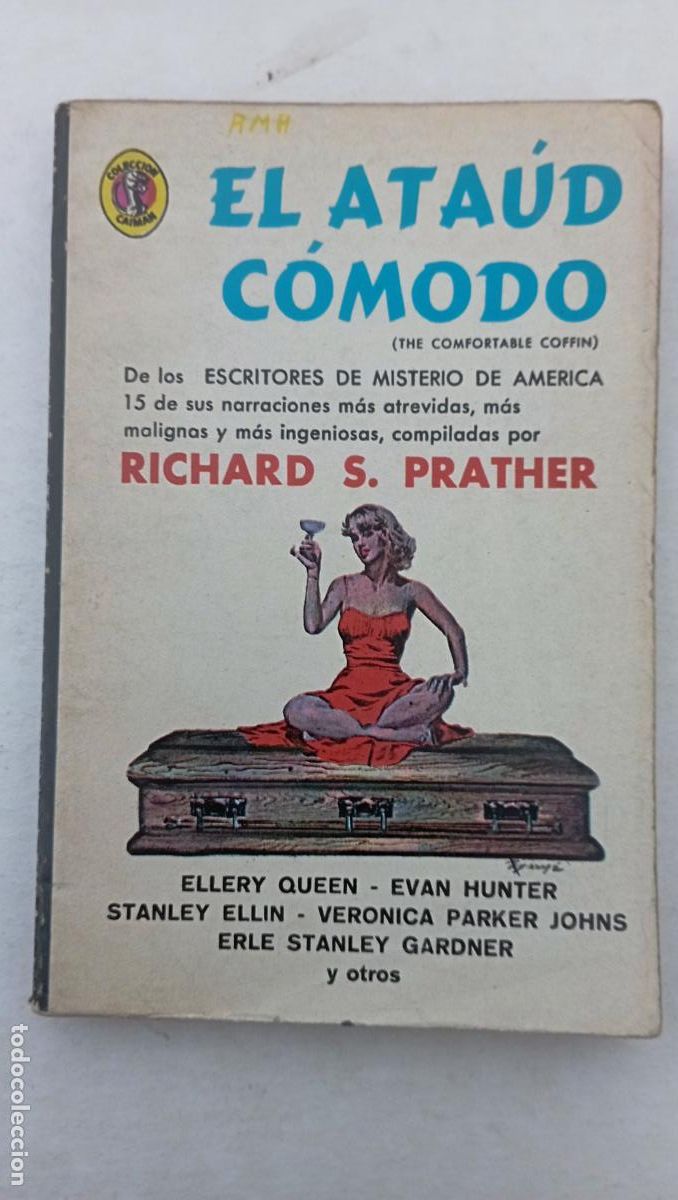 RMH
COLECCION
CAIMAN
EL ATAÚD
CÓMODO
(THE COMFORTABLE COFFIN)
De los ESCRITORES DE MISTERIO DE AMERICA
15 de sus narraciones más atrevidas, más
malignas y más ingeniosas, compiladas por
RICHARD S. PRATHER
ELLERY QUEEN - EVAN HUNTER
STANLEY ELLIN - VERONICA PARKER JOHNS
ERLE STANLEY GARDNER
y otros
todocoleccion